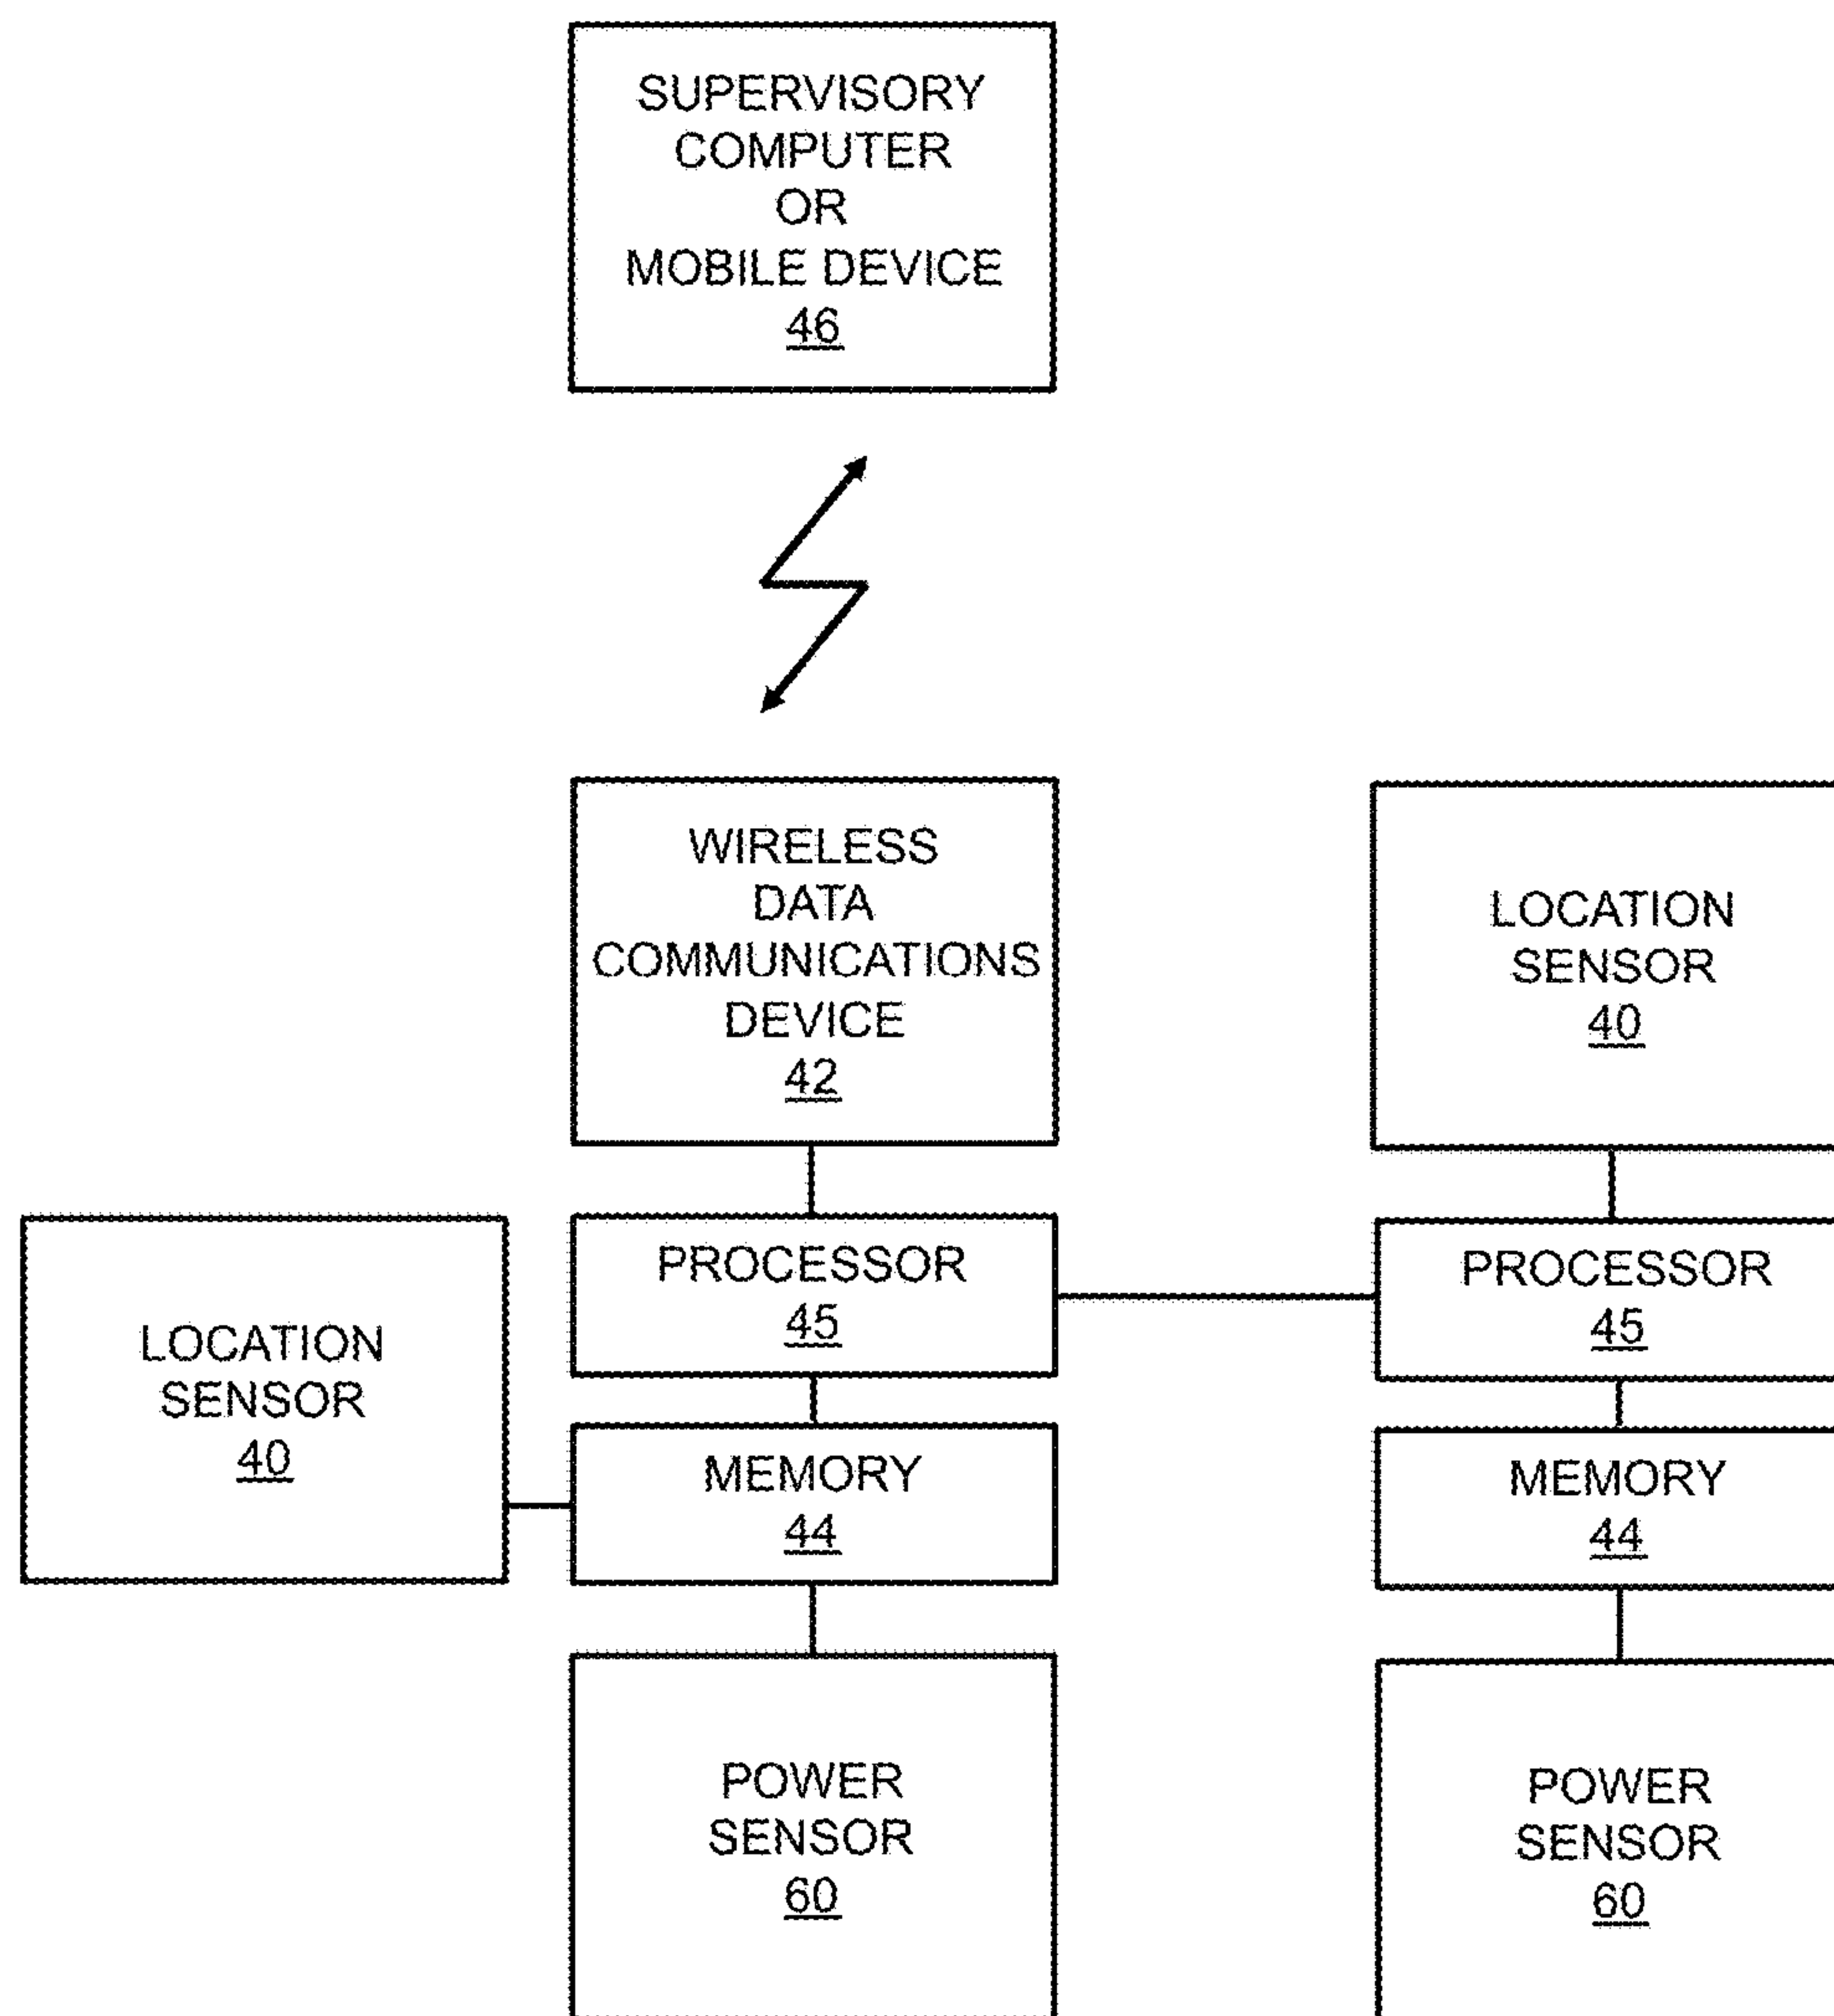 SUPERVISORY
COMPUTER
OR
MOBILE DEVICE
46
WIRELESS
DATA
COMMUNICATIONS
DEVICE
42
LOCATION
SENSOR
40
LOCATION
SENSOR
40
PROCESSOR
45
PROCESSOR
45
MEMORY
44
MEMORY
44
POWER
SENSOR
60
POWER
SENSOR
60